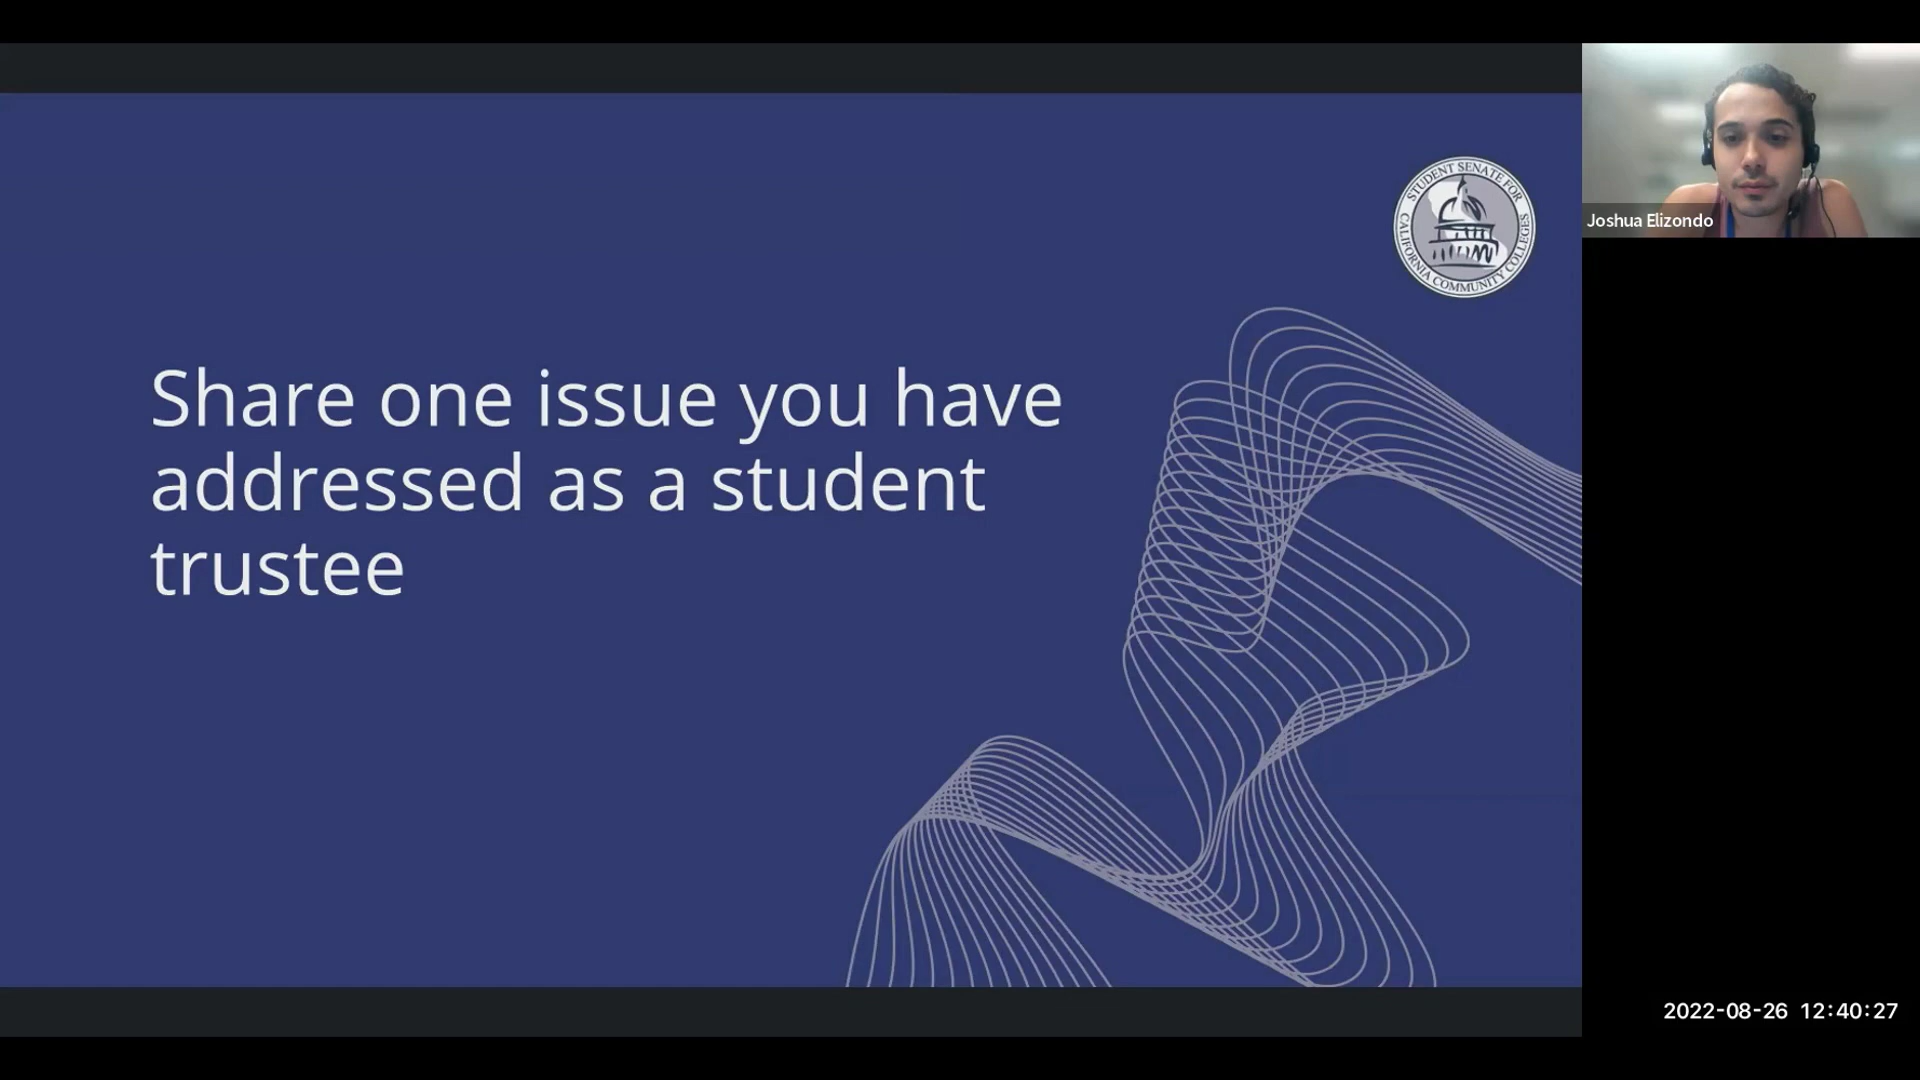 STUDENT SENATE FOR
CALIFORNIA COMMUNITY COLLEGES
Joshua Elizondo
Share one issue you have
addressed as a student
trustee
2022-08-26 12:40:27